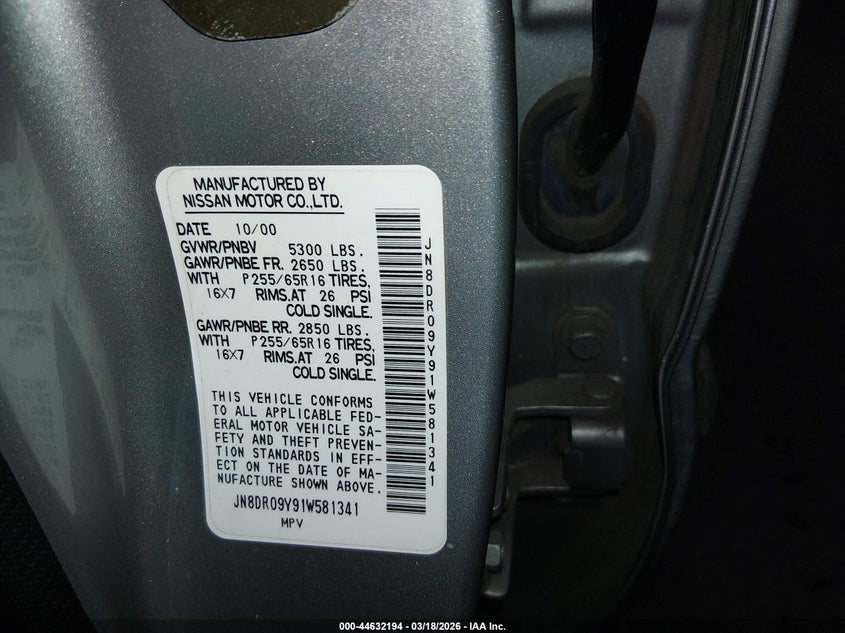 MANUFACTURED BY
NISSAN MOTOR CO.,LTD.
DATE 10/00
GVWR/PNBV 5300 LBS.
GAWR/PNBE FR. 2650 LBS.
WITH P255/65R16 TIRES,
16X7 RIMS.AT 26 PSI
COLD SINGLE.
GAWR/PNBE RR. 2850 LBS.
WITH P255/65R16 TIRES,
16X7 RIMS.AT 26 PSI
COLD SINGLE.
THIS VEHICLE CONFORMS
TO ALL APPLICABLE FED-
ERAL MOTOR VEHICLE SA-
FETY AND THEFT PREVEN-
TION STANDARDS IN EFF-
ECT ON THE DATE OF MA-
NUFACTURE SHOWN ABOVE.
JN8DR09Y91W581341
MPV
JN8DR09Y91W581341
000-44632194 - 03/18/2026 - IAA Inc.